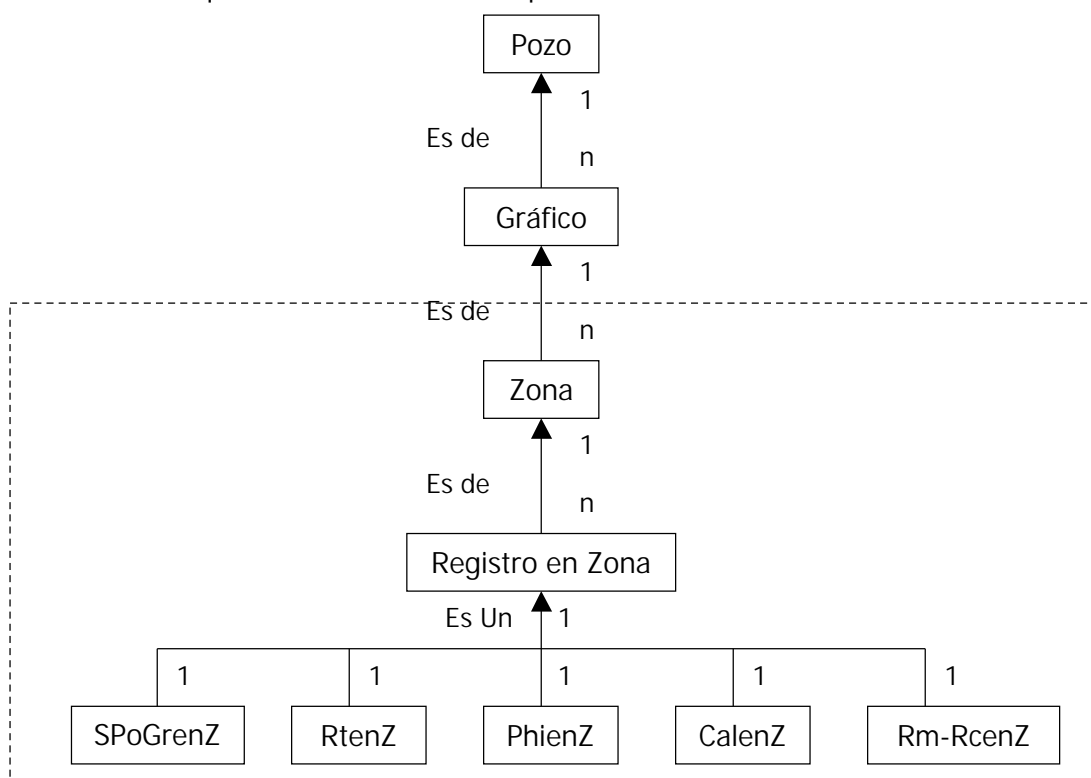 Pozo
1
Es de
n
Gráfico
1
Es de
n
Zona
1
Es de
n
Registro en Zona
Es Un 1
1 1 1 1 1
SPoGrenZ RtenZ PhienZ CalenZ Rm-RcenZ